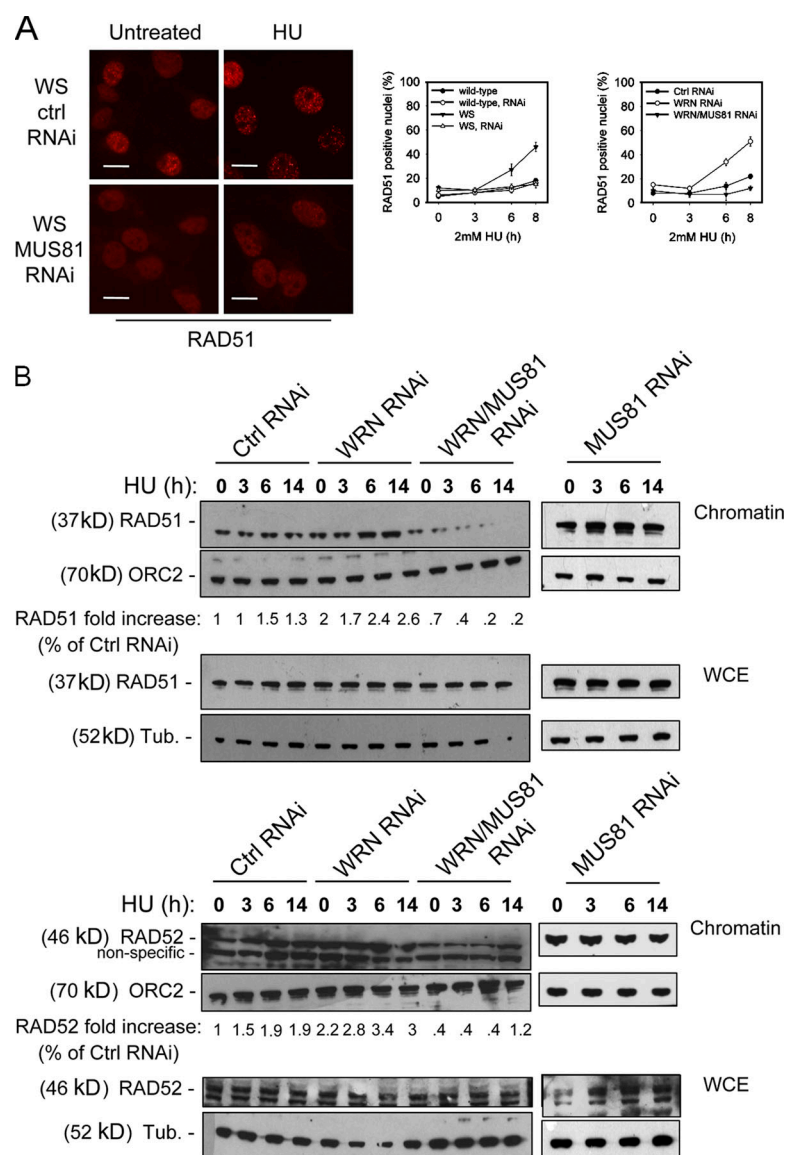 A
Untreated HU
WS
ctrl
RNAi
WS
MUS81
RNAi
RAD51
RAD51 positive nuclei (%)
100
80
60
40
20
0
wild-type
wild-type, RNAi
WS
WS, RNAi
0 3 6 8
2mM HU (h)
RAD51 positive nuclei (%)
100
80
60
40
20
0
Ctrl RNAi
WRN RNAi
WRN/MUS81 RNAi
0 3 6 8
2mM HU (h)
B
Ctrl RNAi
WRN RNAi
WRN/MUS81
RNAi
MUS81 RNAi
HU (h): 0 3 6 14 0 3 6 14 0 3 6 14 0 3 6 14
(37kD) RAD51 - Chromatin
(70kD) ORC2 -
RAD51 fold increase: 1 1 1.5 1.3 2 1.7 2.4 2.6 .7 .4 .2 .2
(% of Ctrl RNAi)
(37kD) RAD51 - WCE
(52kD) Tub. -
Ctrl RNAi
WRN RNAi
WRN/MUS81
RNAi
MUS81 RNAi
HU (h): 0 3 6 14 0 3 6 14 0 3 6 14 0 3 6 14
(46 kD) RAD52 - Chromatin
non-specific -
(70 kD) ORC2 -
RAD52 fold increase: 1 1.5 1.9 1.9 2.2 2.8 3.4 3 .4 .4 .4 1.2
(% of Ctrl RNAi)
(46 kD) RAD52 - WCE
(52 kD) Tub. -